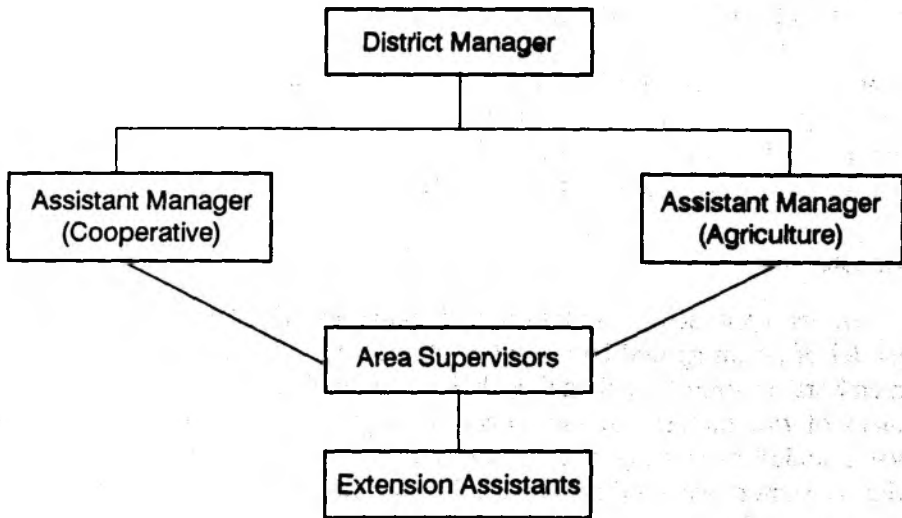 District Manager
Assistant Manager
(Cooperative)
Assistant Manager
(Agriculture)
Area Supervisors
Extension Assistants